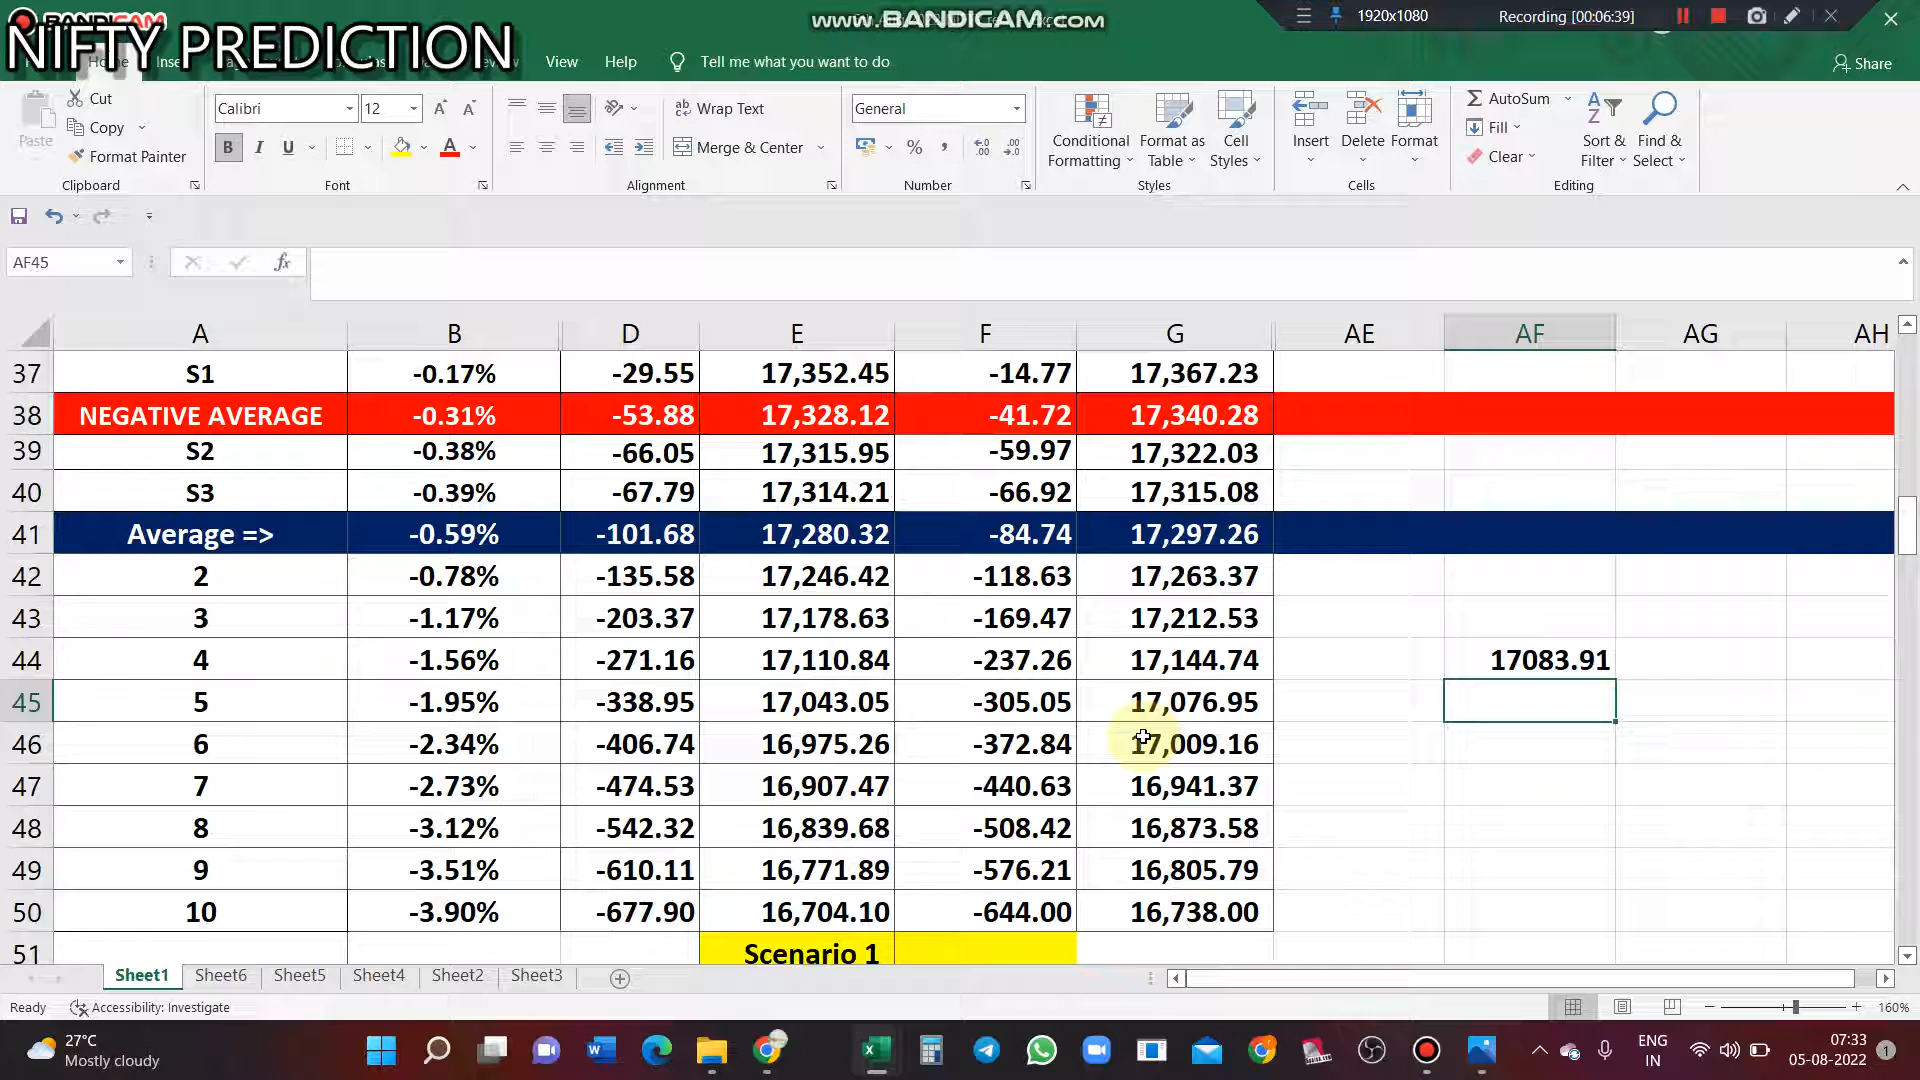 BANDICAM
www.BANDICAM.com
1920x1080
Recording [00:06:39]
NIFTY PREDICTION
View
Help
Tell me what you want to do
Share
Cut
Copy
Format Painter
Paste
Clipboard
Calibri
12
B I U
Font
Wrap Text
Merge & Center
Alignment
General
%
Number
Conditional Formatting
Format as Table
Cell Styles
Styles
Insert
Delete
Format
Cells
AutoSum
Fill
Clear
Sort & Filter
Find & Select
Editing
AF45
fx
A B D E F G AE AF AG AH
37 S1 -0.17% -29.55 17,352.45 -14.77 17,367.23
38 NEGATIVE AVERAGE -0.31% -53.88 17,328.12 -41.72 17,340.28
39 S2 -0.38% -66.05 17,315.95 -59.97 17,322.03
40 S3 -0.39% -67.79 17,314.21 -66.92 17,315.08
41 Average => -0.59% -101.68 17,280.32 -84.74 17,297.26
42 2 -0.78% -135.58 17,246.42 -118.63 17,263.37
43 3 -1.17% -203.37 17,178.63 -169.47 17,212.53
44 4 -1.56% -271.16 17,110.84 -237.26 17,144.74 17083.91
45 5 -1.95% -338.95 17,043.05 -305.05 17,076.95
46 6 -2.34% -406.74 16,975.26 -372.84 17,009.16
47 7 -2.73% -474.53 16,907.47 -440.63 16,941.37
48 8 -3.12% -542.32 16,839.68 -508.42 16,873.58
49 9 -3.51% -610.11 16,771.89 -576.21 16,805.79
50 10 -3.90% -677.90 16,704.10 -644.00 16,738.00
51 Scenario 1
Sheet1 Sheet6 Sheet5 Sheet4 Sheet2 Sheet3
Ready
Accessibility: Investigate
160%
27°C
Mostly cloudy
ENG
IN
07:33
05-08-2022
1